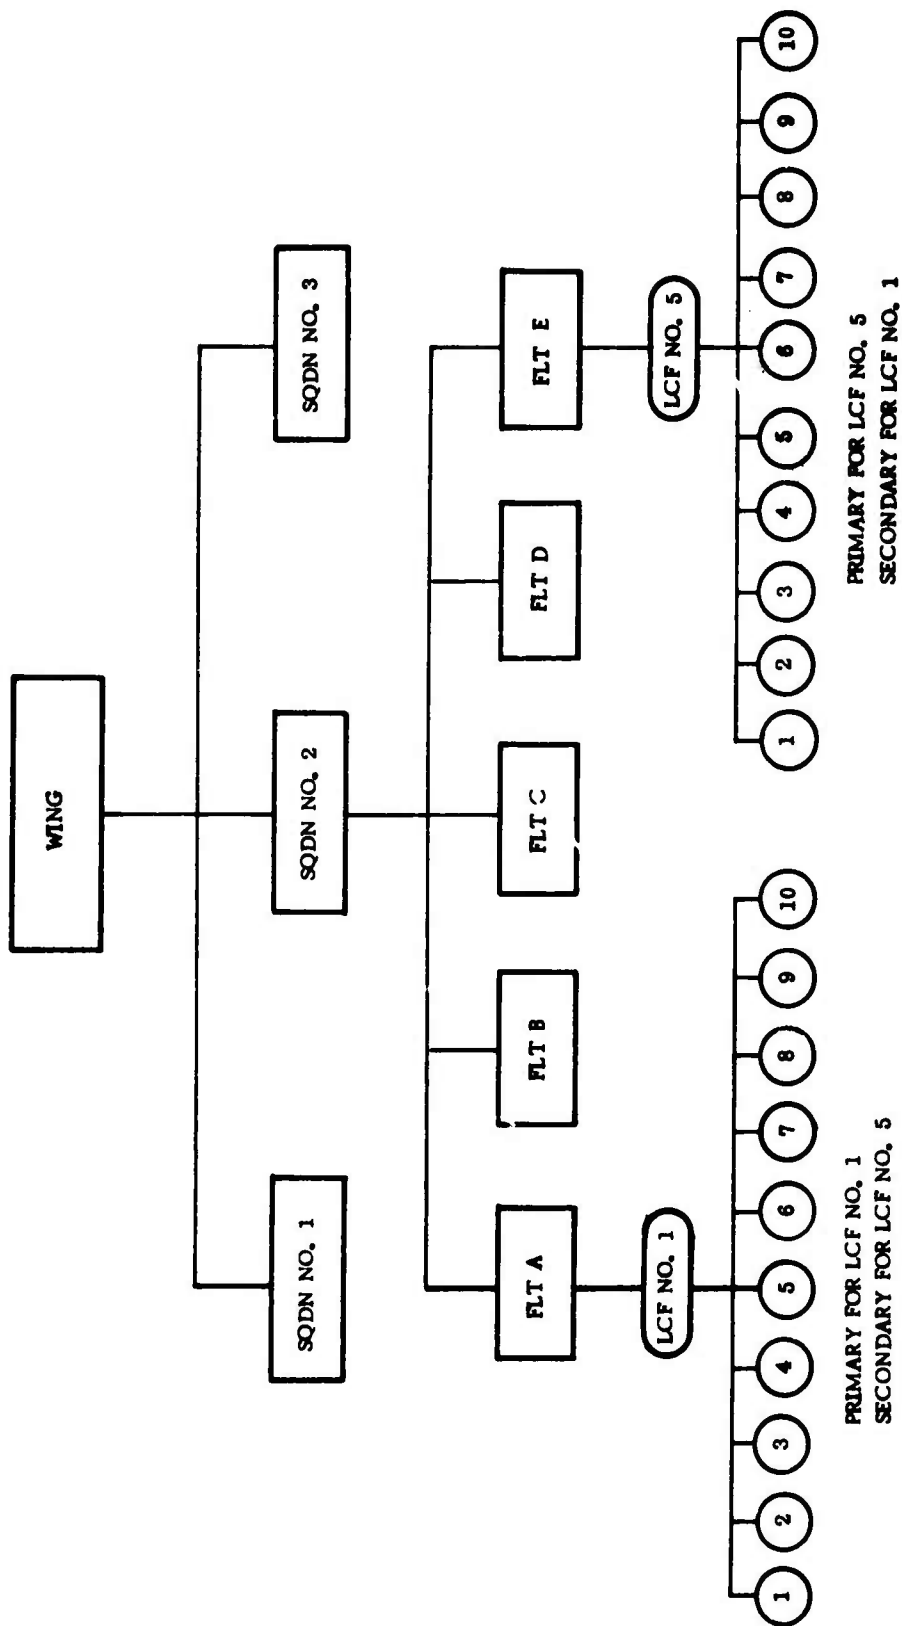 WING
SQDN NO. 1
SQDN NO. 2
SQDN NO. 3
FLT A
FLT B
FLT C
FLT D
FLT E
LCF NO. 1
LCF NO. 5
1
2
3
4
5
6
7
8
9
10
1
2
3
4
5
6
7
8
9
10
PRIMARY FOR LCF NO. 1
SECONDARY FOR LCF NO. 5
PRIMARY FOR LCF NO. 5
SECONDARY FOR LCF NO. 1